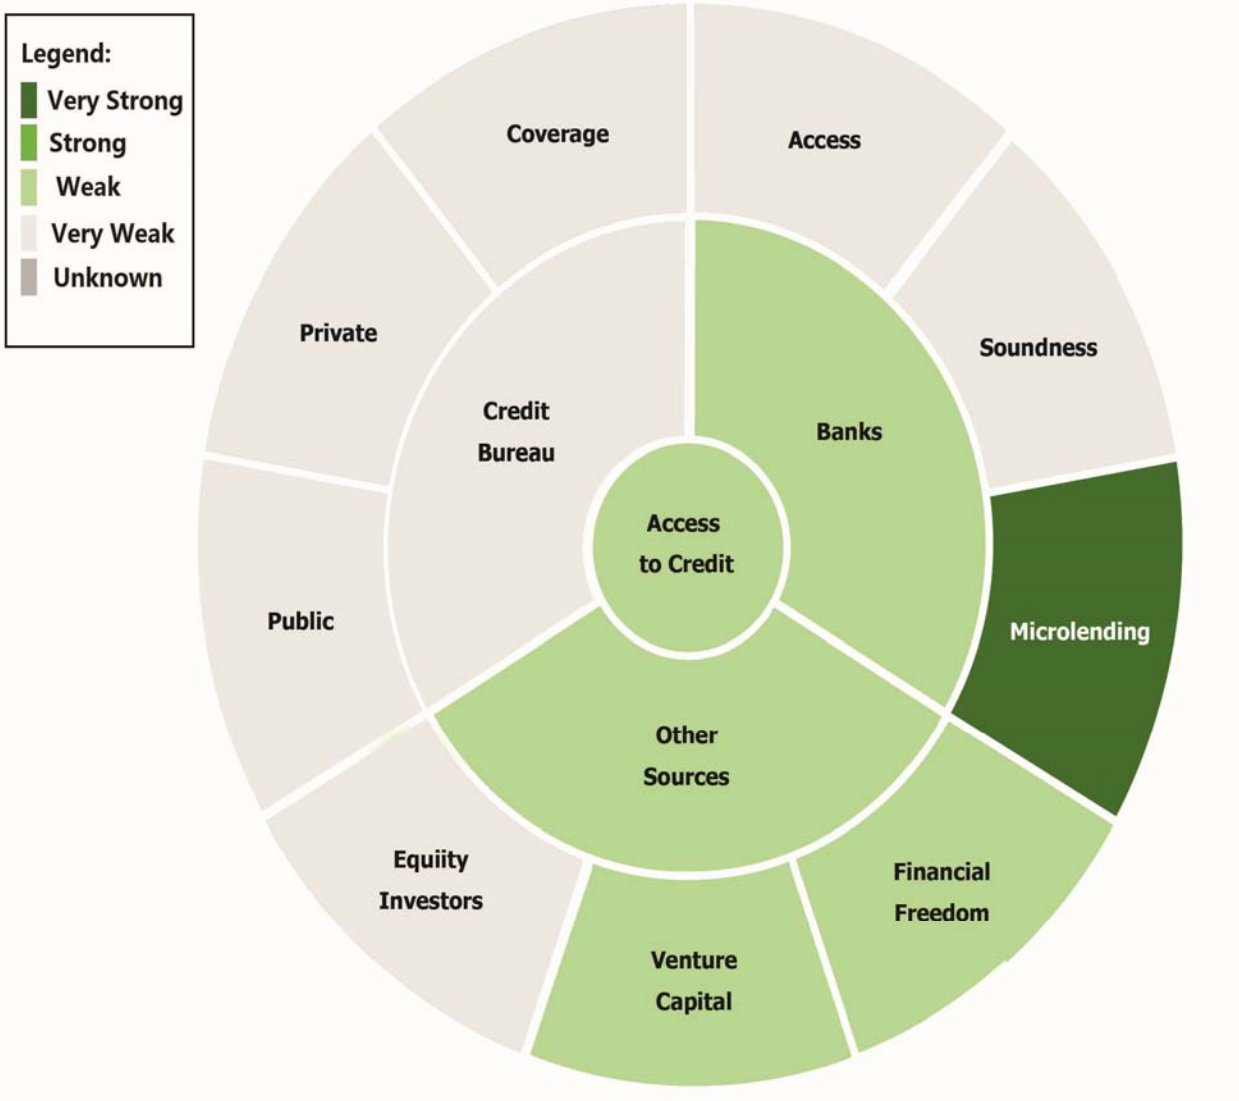 Legend:
Very Strong
Strong
Weak
Very Weak
Unknown
Coverage
Access
Private
Soundness
Credit
Bureau
Banks
Access
to Credit
Public
Microlending
Other
Sources
Equiity
Investors
Financial
Freedom
Venture
Capital